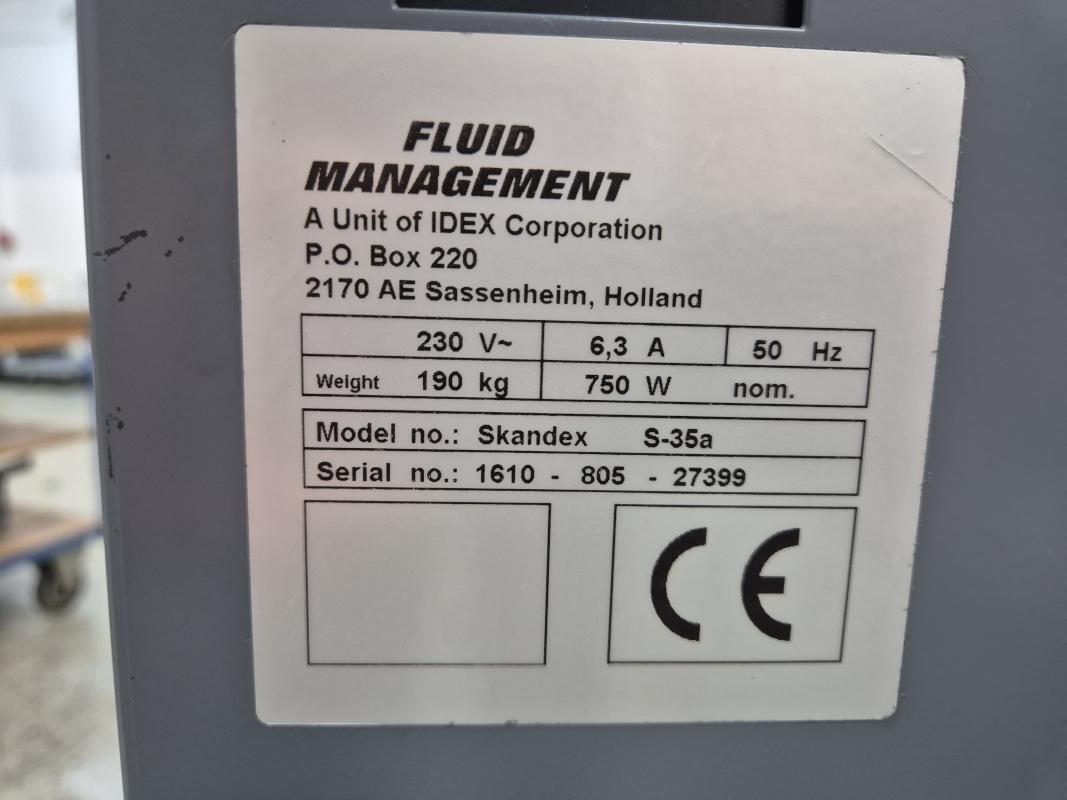 FLUID
MANAGEMENT
A Unit of IDEX Corporation
P.O. Box 220
2170 AE Sassenheim, Holland
230 V~ 6,3 A 50 Hz
Weight 190 kg 750 W nom.
Model no.: Skandex S-35a
Serial no.: 1610 - 805 - 27399
CE